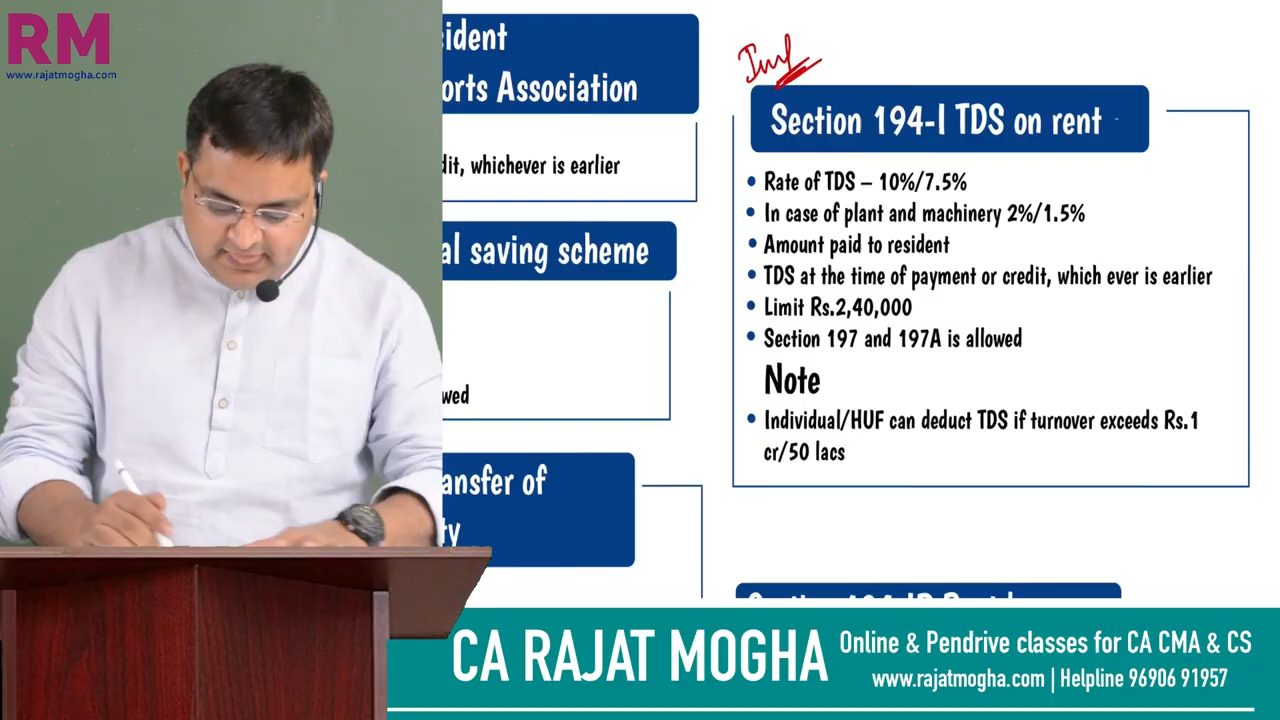 RM
www.rajatmogha.com
ident
orts Association
dit, whichever is earlier
al saving scheme
wed
ansfer of
ty
Imp
Section 194-I TDS on rent
• Rate of TDS – 10%/7.5%
• In case of plant and machinery 2%/1.5%
• Amount paid to resident
• TDS at the time of payment or credit, which ever is earlier
• Limit Rs.2,40,000
• Section 197 and 197A is allowed
Note
• Individual/HUF can deduct TDS if turnover exceeds Rs.1
cr/50 lacs
CA RAJAT MOGHA
Online & Pendrive classes for CA CMA & CS
www.rajatmogha.com | Helpline 96906 91957